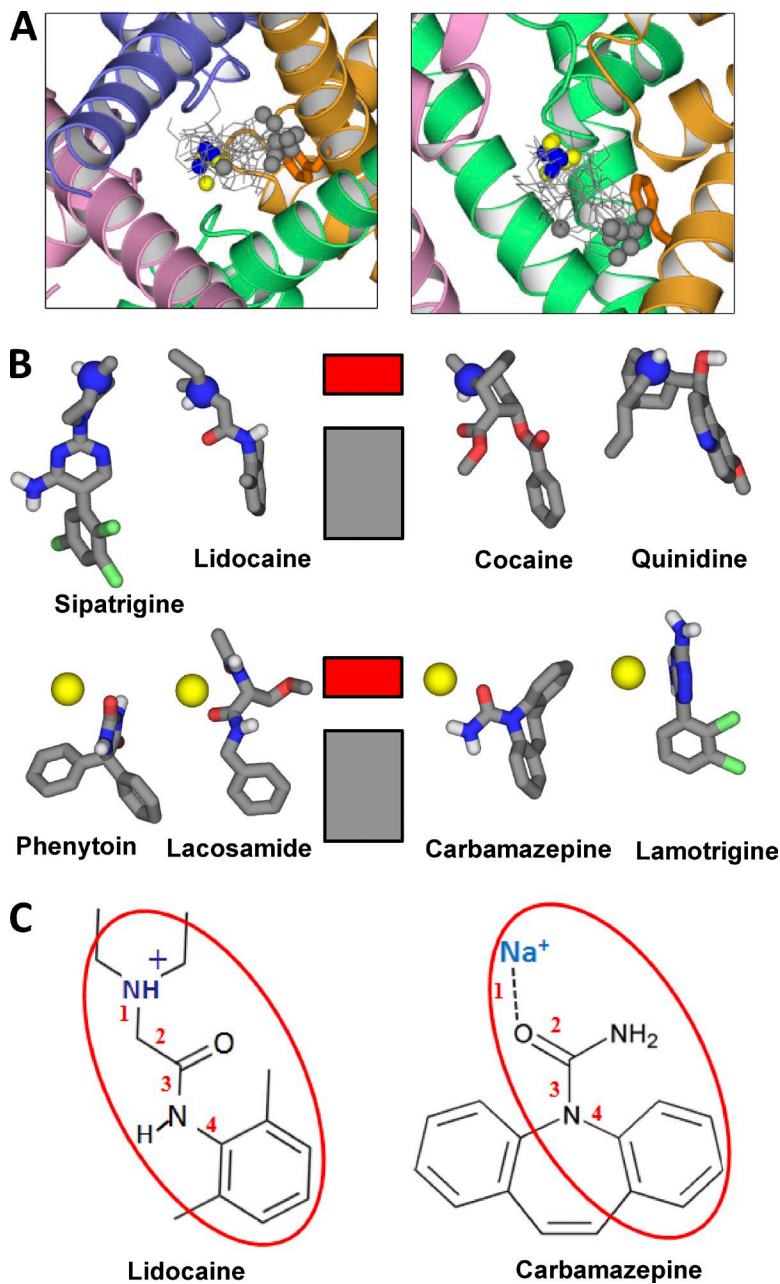 A
B
Lidocaine
Cocaine
Quinidine
Sipatrigine
Phenytoin
Lacosamide
Carbamazepine
Lamotrigine
C
NH
+
1
2
O
3
N
H
4
Lidocaine
Na+
1
2
O
NH2
3
N
4
Carbamazepine